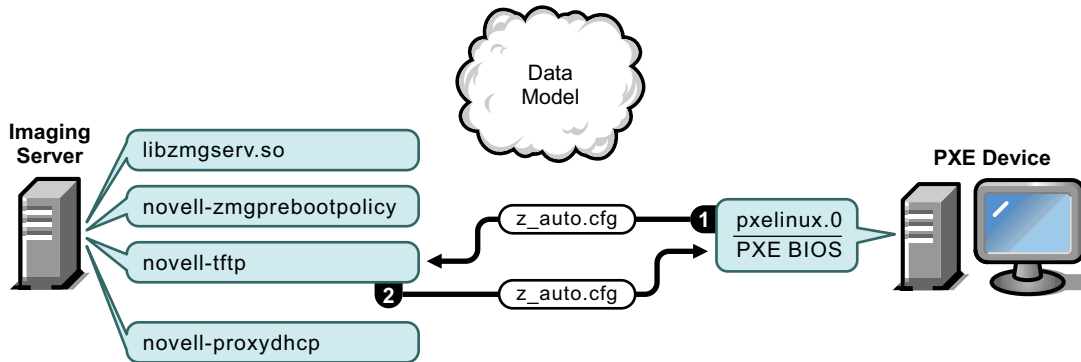 Data
Model
Imaging
Server
libzmgserv.so
PXE Device
novell-zmgprebootpolicy
z_auto.cfg
1
pxelinux.0
PXE BIOS
novell-tftp
2
z_auto.cfg
novell-proxydhcp